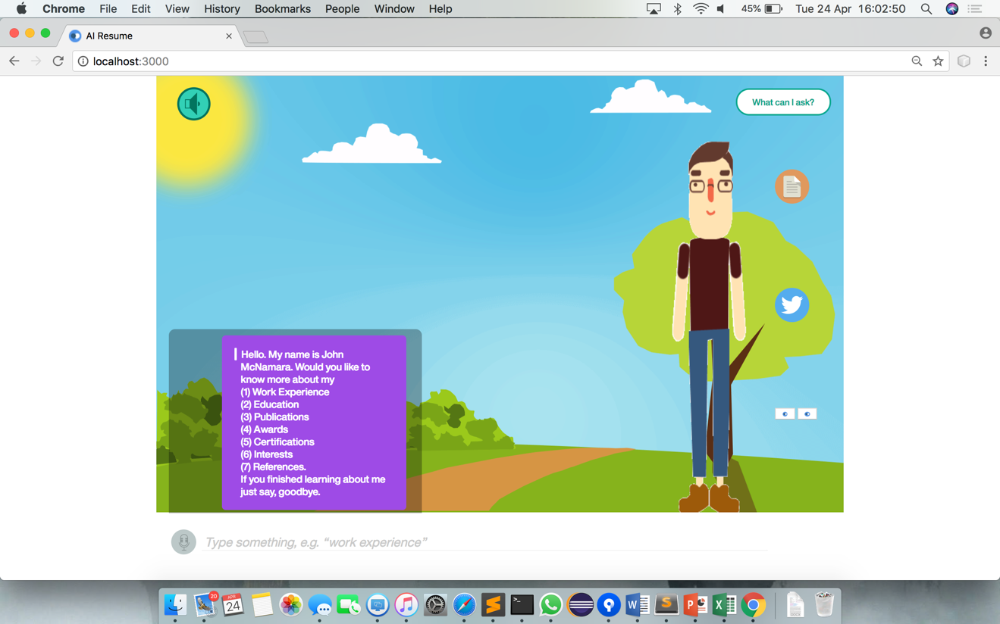 Chrome File Edit View History Bookmarks People Window Help 45% Tue 24 Apr 16:02:50
AI Resume
localhost:3000
What can I ask?
Hello. My name is John
McNamara. Would you like to
know more about my
(1) Work Experience
(2) Education
(3) Publications
(4) Awards
(5) Certifications
(6) Interests
(7) References.
If you finished learning about me
just say, goodbye.
Type something, e.g. “work experience”
20
APR
24
W
S
P
X